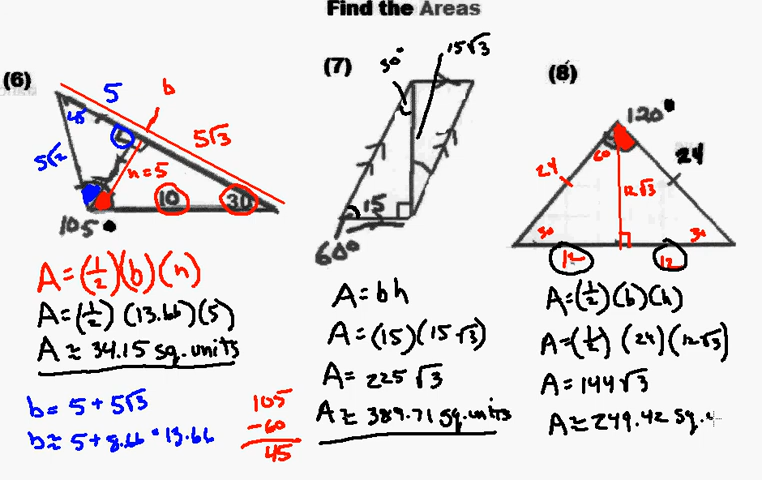 Find the Areas
(6)
5
b
45
5√2
5√3
h=5
10
30
105°
A=(1/2)(b)(h)
A=(1/2)(13.66)(5)
A≈34.15 sq.units
b= 5+5√3
b≈ 5+8.66=13.66
105
-60
45
(7)
30°
15√3
15
60°
A=bh
A=(15)(15√3)
A=225√3
A≈389.71 sq.units
(8)
120°
60
24
24
12√3
30
30
12
12
A=(1/2)(b)(h)
A=(1/2)(24)(12√3)
A=144√3
A≈249.42 sq.